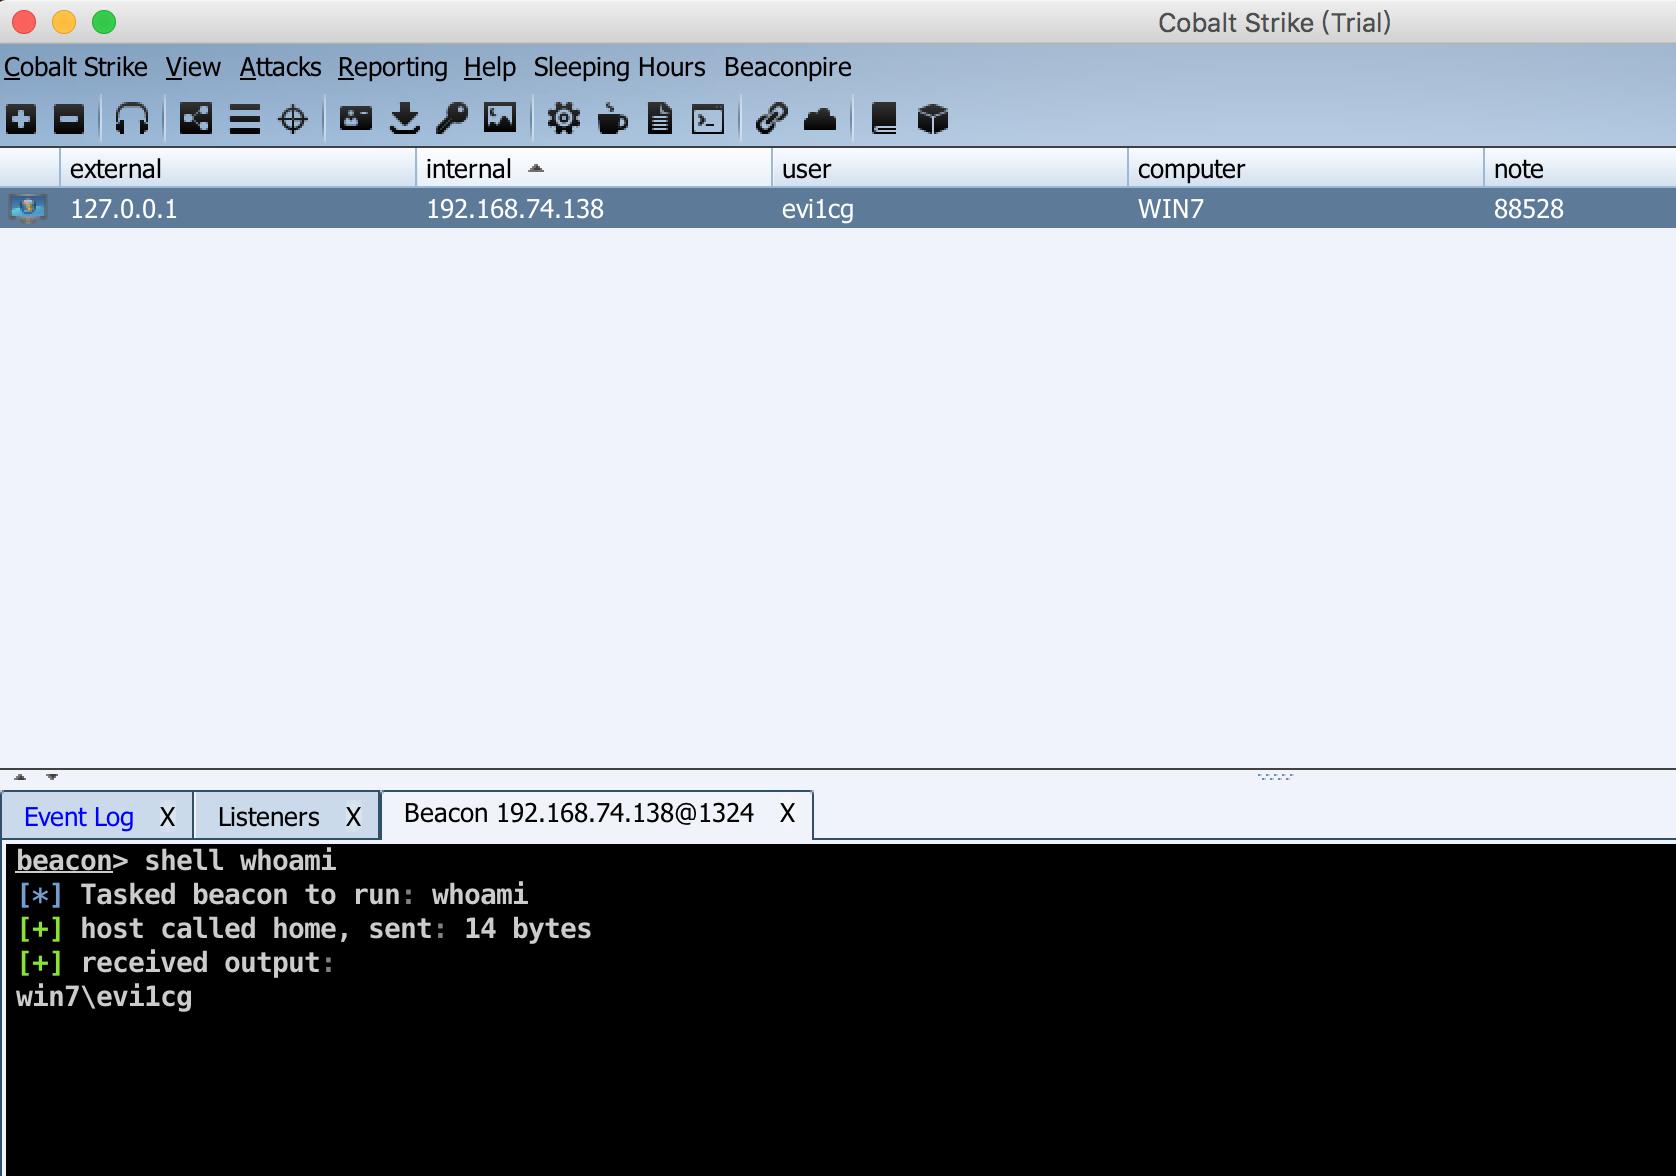 Cobalt Strike (Trial)
Cobalt Strike View Attacks Reporting Help Sleeping Hours Beaconpire
external internal user computer note
127.0.0.1 192.168.74.138 evi1cg WIN7 88528
Event Log X Listeners X Beacon 192.168.74.138@1324 X
beacon> shell whoami
[*] Tasked beacon to run: whoami
[+] host called home, sent: 14 bytes
[+] received output:
win7\evi1cg